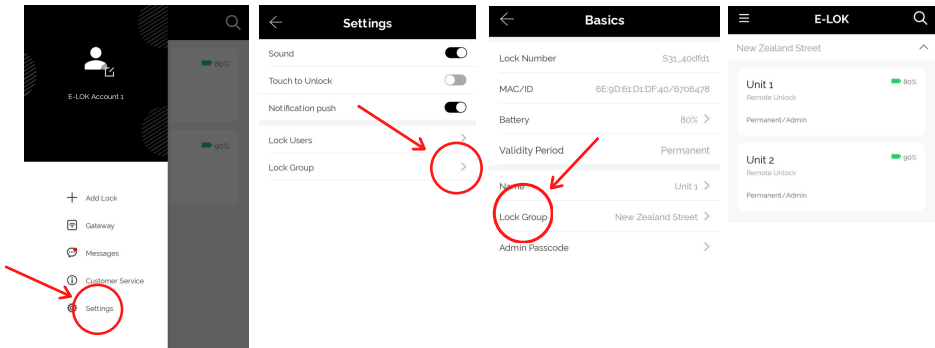 80%
E-LOK Account 1
90%
Add Lock
Gateway
Messages
Customer Service
Settings
Settings
Sound
Touch to Unlock
Notification push
Lock Users
Lock Group
Basics
Lock Number S31_40dfd1
MAC/ID 6E:9D:61:D1:DF:40/6706478
Battery 80%
Validity Period Permanent
Name Unit 1
Lock Group New Zealand Street
Admin Passcode
E-LOK
New Zealand Street
Unit 1 80%
Remote Unlock
Permanent/Admin
Unit 2 90%
Remote Unlock
Permanent/Admin